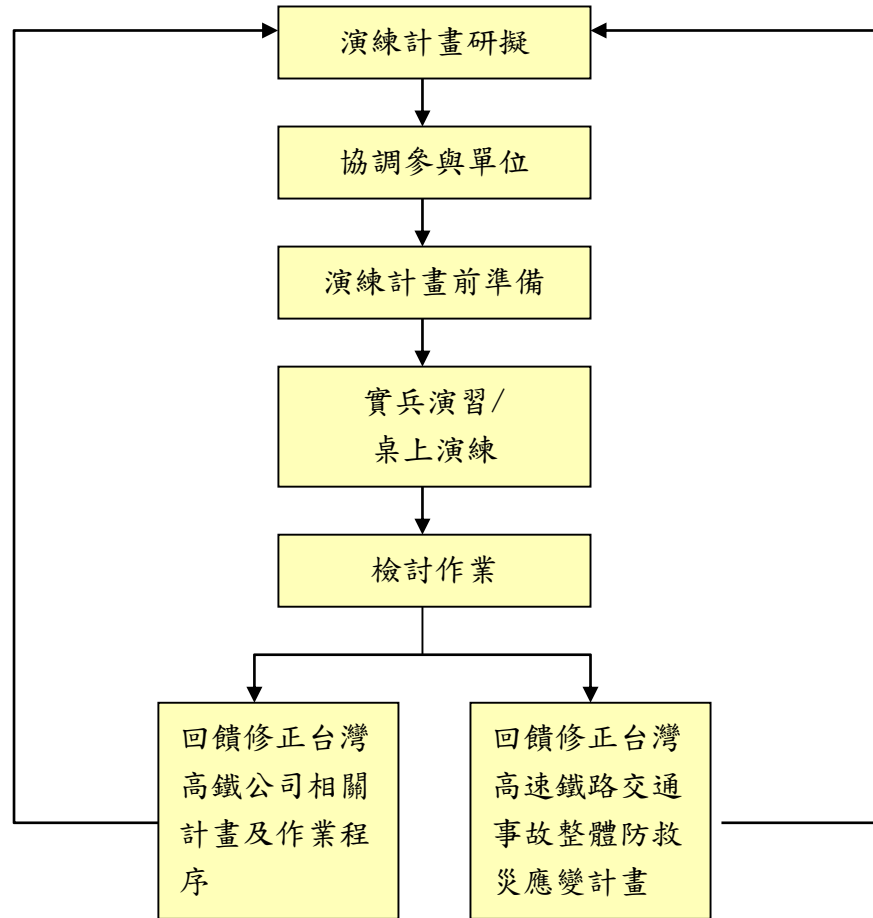 演練計畫研擬
協調參與單位
演練計畫前準備
實兵演習/
桌上演練
檢討作業
回饋修正台灣
高鐵公司相關
計畫及作業程
序
回饋修正台灣
高速鐵路交通
事故整體防救
災應變計畫